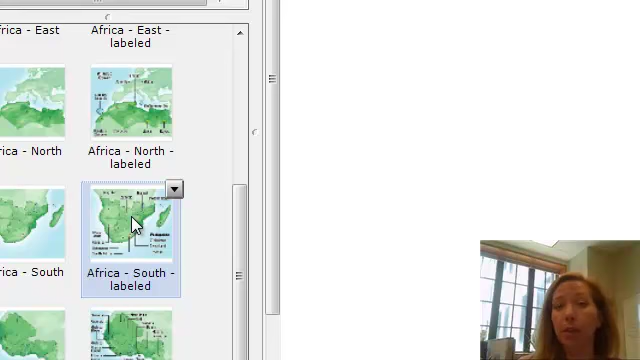 Africa - East
Africa - East -
labeled
rica - North
Africa - North -
labeled
rica - South
Africa - South -
labeled